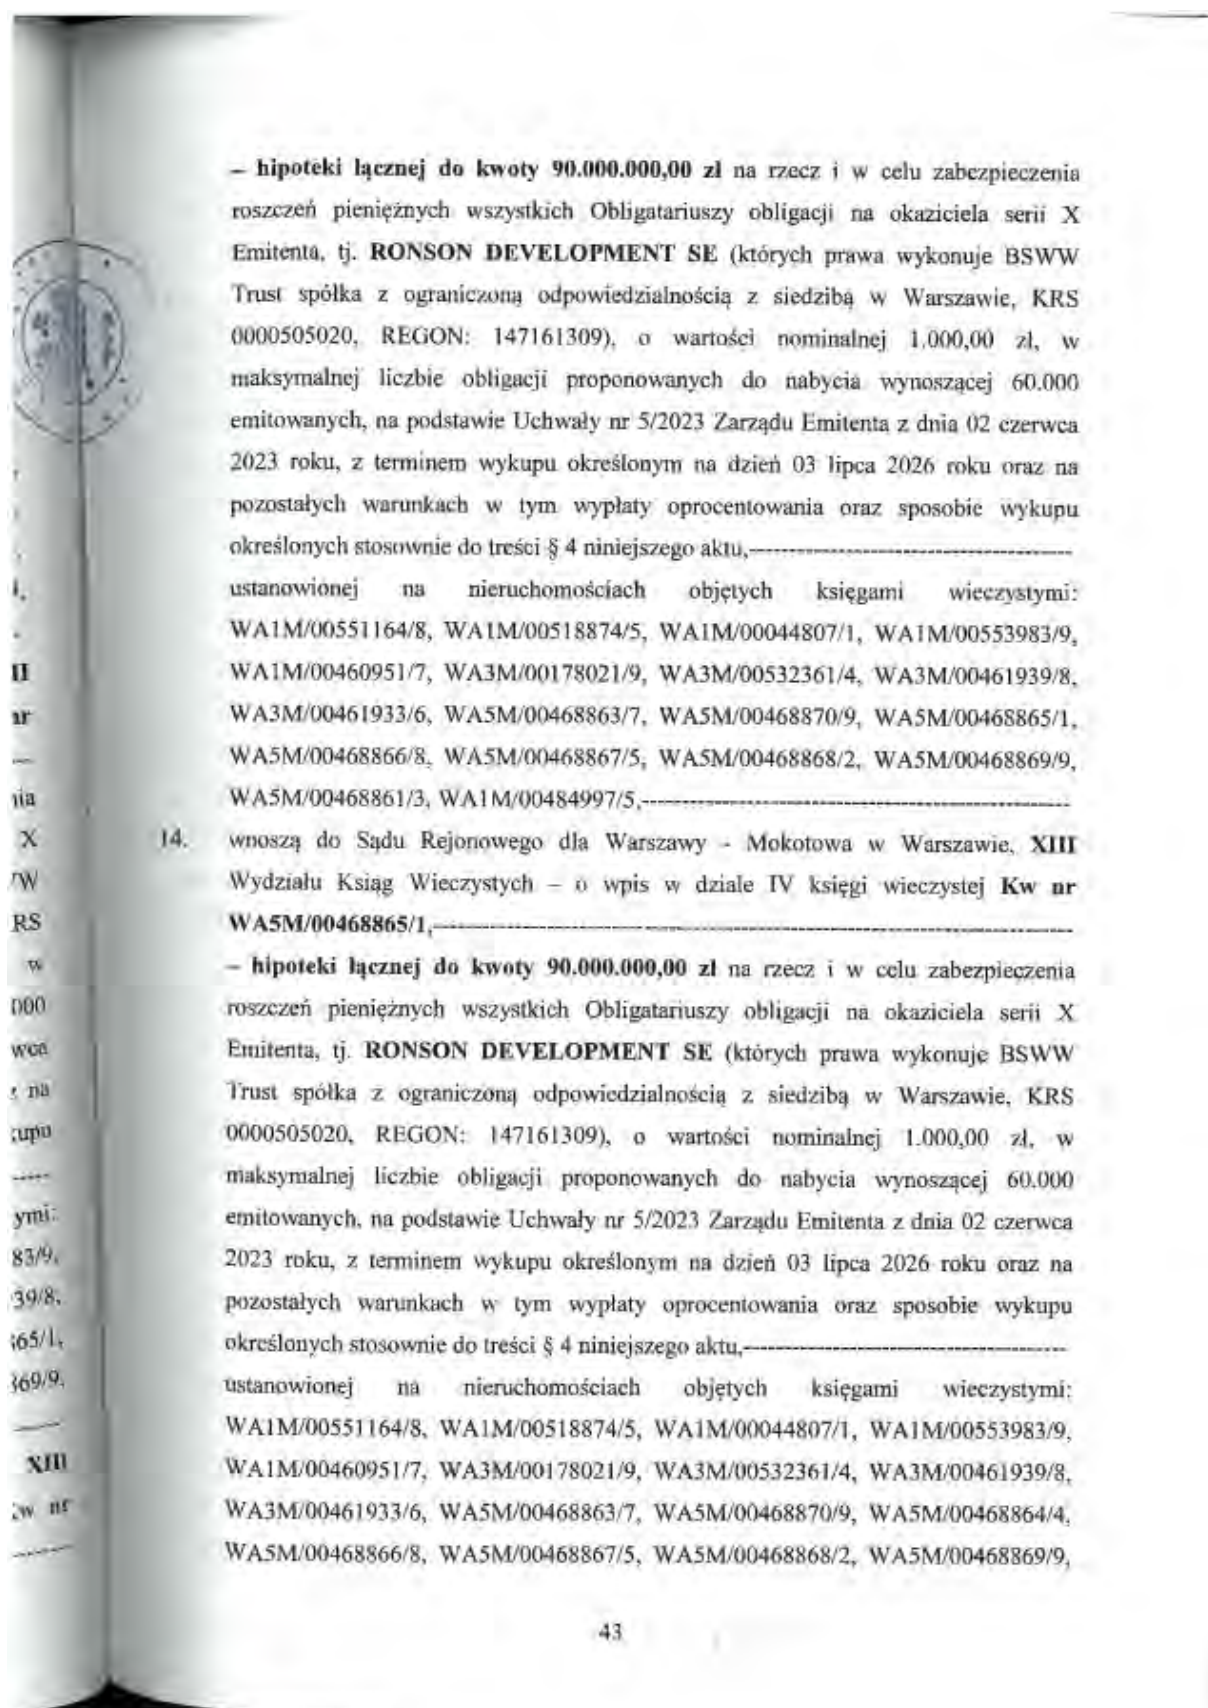 – hipoteki łącznej do kwoty 90.000.000,00 zł na rzecz i w celu zabezpieczenia
roszczeń pieniężnych wszystkich Obligatariuszy obligacji na okaziciela serii X
Emitenta, tj. RONSON DEVELOPMENT SE (których prawa wykonuje BSWW
Trust spółka z ograniczoną odpowiedzialnością z siedzibą w Warszawie, KRS
0000505020, REGON: 147161309), o wartości nominalnej 1.000,00 zł, w
maksymalnej liczbie obligacji proponowanych do nabycia wynoszącej 60.000
emitowanych, na podstawie Uchwały nr 5/2023 Zarządu Emitenta z dnia 02 czerwca
2023 roku, z terminem wykupu określonym na dzień 03 lipca 2026 roku oraz na
pozostałych warunkach w tym wypłaty oprocentowania oraz sposobie wykupu
określonych stosownie do treści § 4 niniejszego aktu,----------------------------------------
ustanowionej na nieruchomościach objętych księgami wieczystymi:
WA1M/00551164/8, WA1M/00518874/5, WA1M/00044807/1, WA1M/00553983/9,
WA1M/00460951/7, WA3M/00178021/9, WA3M/00532361/4, WA3M/00461939/8,
WA3M/00461933/6, WA5M/00468863/7, WA5M/00468870/9, WA5M/00468865/1,
WA5M/00468866/8, WA5M/00468867/5, WA5M/00468868/2, WA5M/00468869/9,
WA5M/00468861/3, WA1M/00484997/5,----------------------------------------
14. wnoszą do Sądu Rejonowego dla Warszawy - Mokotowa w Warszawie, XIII
Wydziału Ksiąg Wieczystych – o wpis w dziale IV księgi wieczystej Kw nr
WA5M/00468865/1,----------------------------------------
– hipoteki łącznej do kwoty 90.000.000,00 zł na rzecz i w celu zabezpieczenia
roszczeń pieniężnych wszystkich Obligatariuszy obligacji na okaziciela serii X
Emitenta, tj. RONSON DEVELOPMENT SE (których prawa wykonuje BSWW
Trust spółka z ograniczoną odpowiedzialnością z siedzibą w Warszawie, KRS
0000505020, REGON: 147161309), o wartości nominalnej 1.000,00 zł, w
maksymalnej liczbie obligacji proponowanych do nabycia wynoszącej 60.000
emitowanych, na podstawie Uchwały nr 5/2023 Zarządu Emitenta z dnia 02 czerwca
2023 roku, z terminem wykupu określonym na dzień 03 lipca 2026 roku oraz na
pozostałych warunkach w tym wypłaty oprocentowania oraz sposobie wykupu
określonych stosownie do treści § 4 niniejszego aktu,----------------------------------------
ustanowionej na nieruchomościach objętych księgami wieczystymi:
WA1M/00551164/8, WA1M/00518874/5, WA1M/00044807/1, WA1M/00553983/9,
WA1M/00460951/7, WA3M/00178021/9, WA3M/00532361/4, WA3M/00461939/8,
WA3M/00461933/6, WA5M/00468863/7, WA5M/00468870/9, WA5M/00468864/4,
WA5M/00468866/8, WA5M/00468867/5, WA5M/00468868/2, WA5M/00468869/9,
43